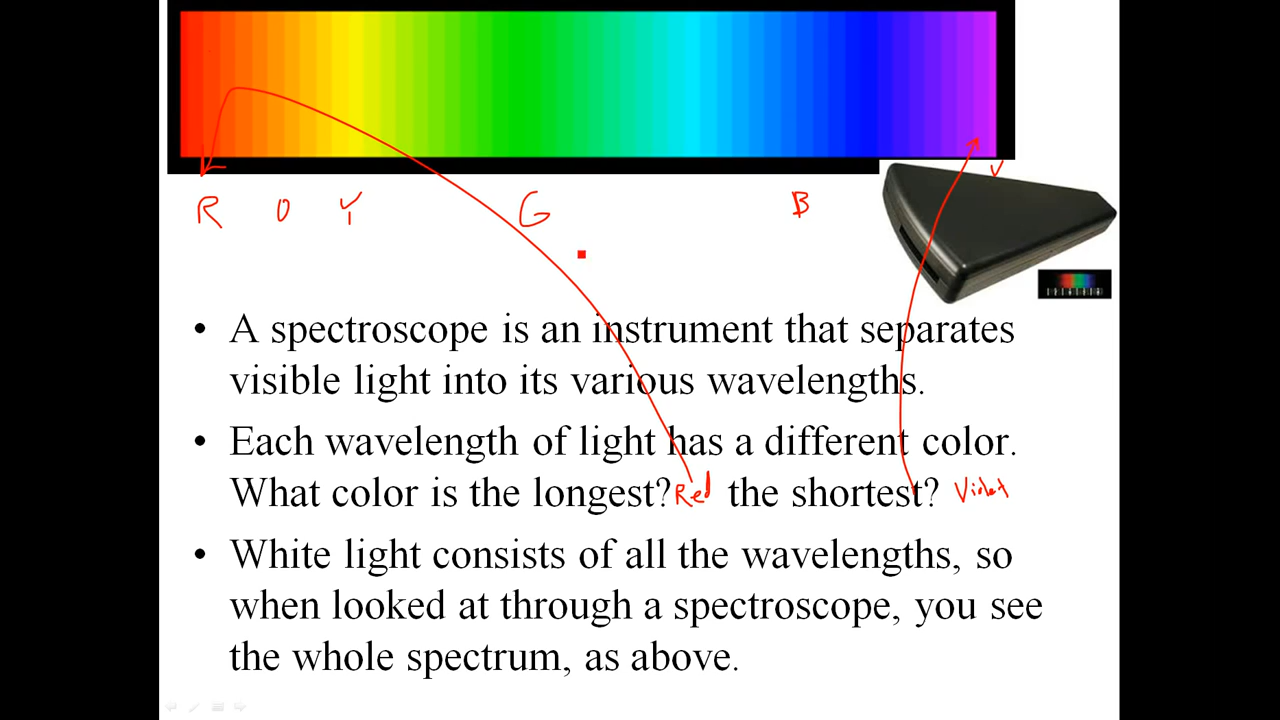 V
R O Y G B
• A spectroscope is an instrument that separates
visible light into its various wavelengths.
• Each wavelength of light has a different color.
What color is the longest? Red the shortest? Violet
• White light consists of all the wavelengths, so
when looked at through a spectroscope, you see
the whole spectrum, as above.